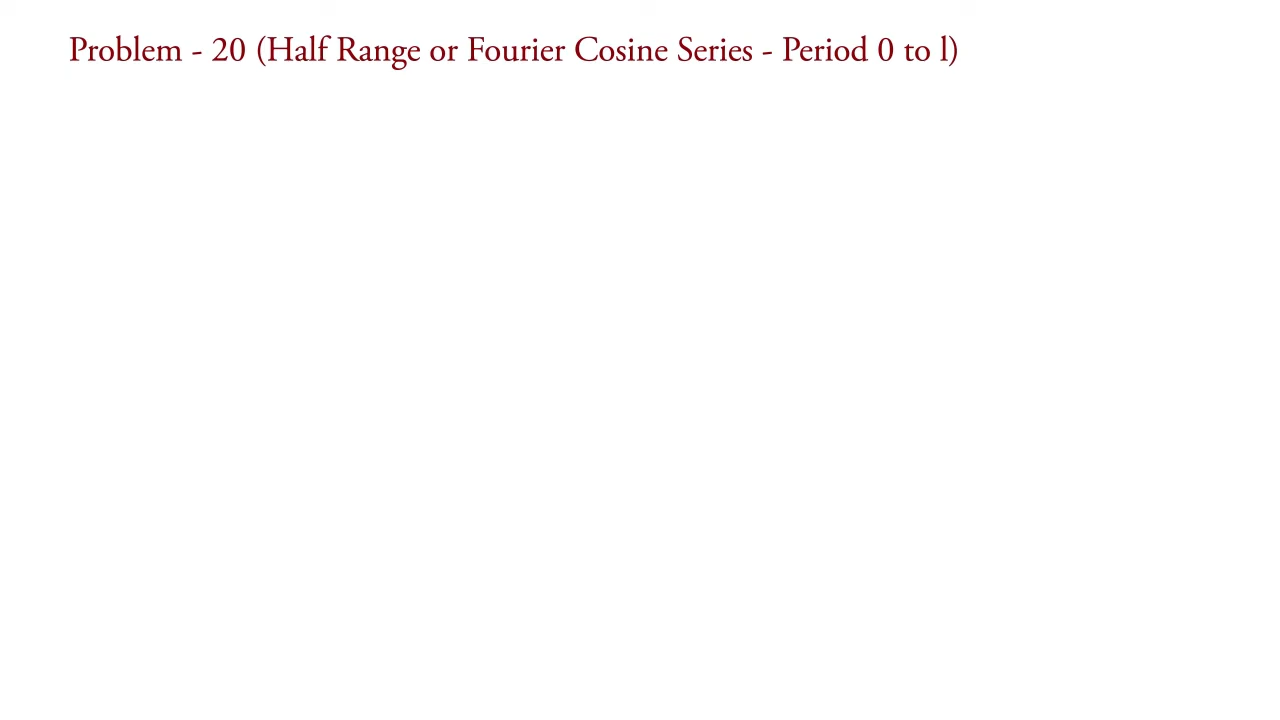 Problem - 20 (Half Range or Fourier Cosine Series - Period 0 to l)